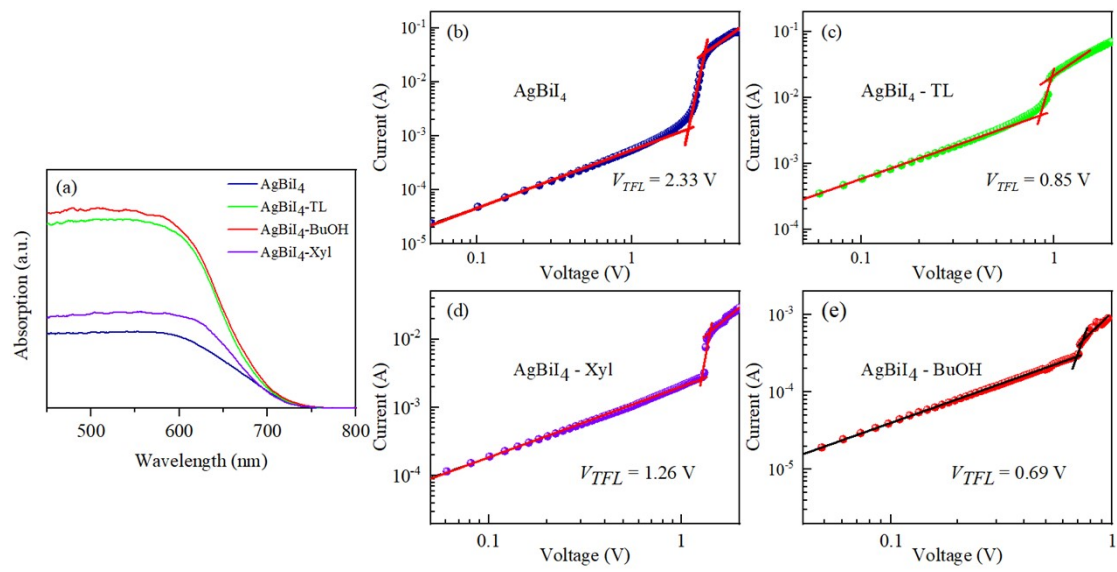 (a)
AgBiI₄
AgBiI₄-TL
AgBiI₄-BuOH
AgBiI₄-Xyl
Absorption (a.u.)
500 600 700 800
Wavelength (nm)
(b)
AgBiI₄
V_TFL = 2.33 V
Current (A)
10⁻¹
10⁻²
10⁻³
10⁻⁴
10⁻⁵
0.1 1
Voltage (V)
(c)
AgBiI₄ - TL
V_TFL = 0.85 V
Current (A)
10⁻¹
10⁻²
10⁻³
10⁻⁴
0.1 1
Voltage (V)
(d)
AgBiI₄ - Xyl
V_TFL = 1.26 V
Current (A)
10⁻²
10⁻³
10⁻⁴
0.1 1
Voltage (V)
(e)
AgBiI₄ - BuOH
V_TFL = 0.69 V
Current (A)
10⁻³
10⁻⁴
10⁻⁵
0.1 1
Voltage (V)